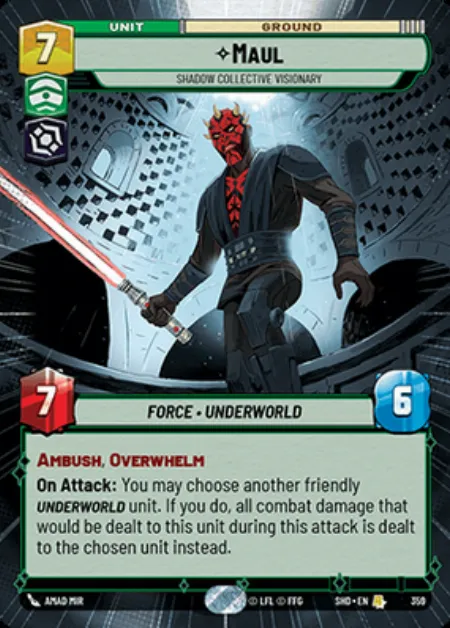 7
UNIT
GROUND
MAUL
SHADOW COLLECTIVE VISIONARY
7
FORCE • UNDERWORLD
6
AMBUSH, OVERWHELM
On Attack: You may choose another friendly
UNDERWORLD unit. If you do, all combat damage that
would be dealt to this unit during this attack is dealt
to the chosen unit instead.
AMAD MIR
© LFL © FFG
SHD • EN
359